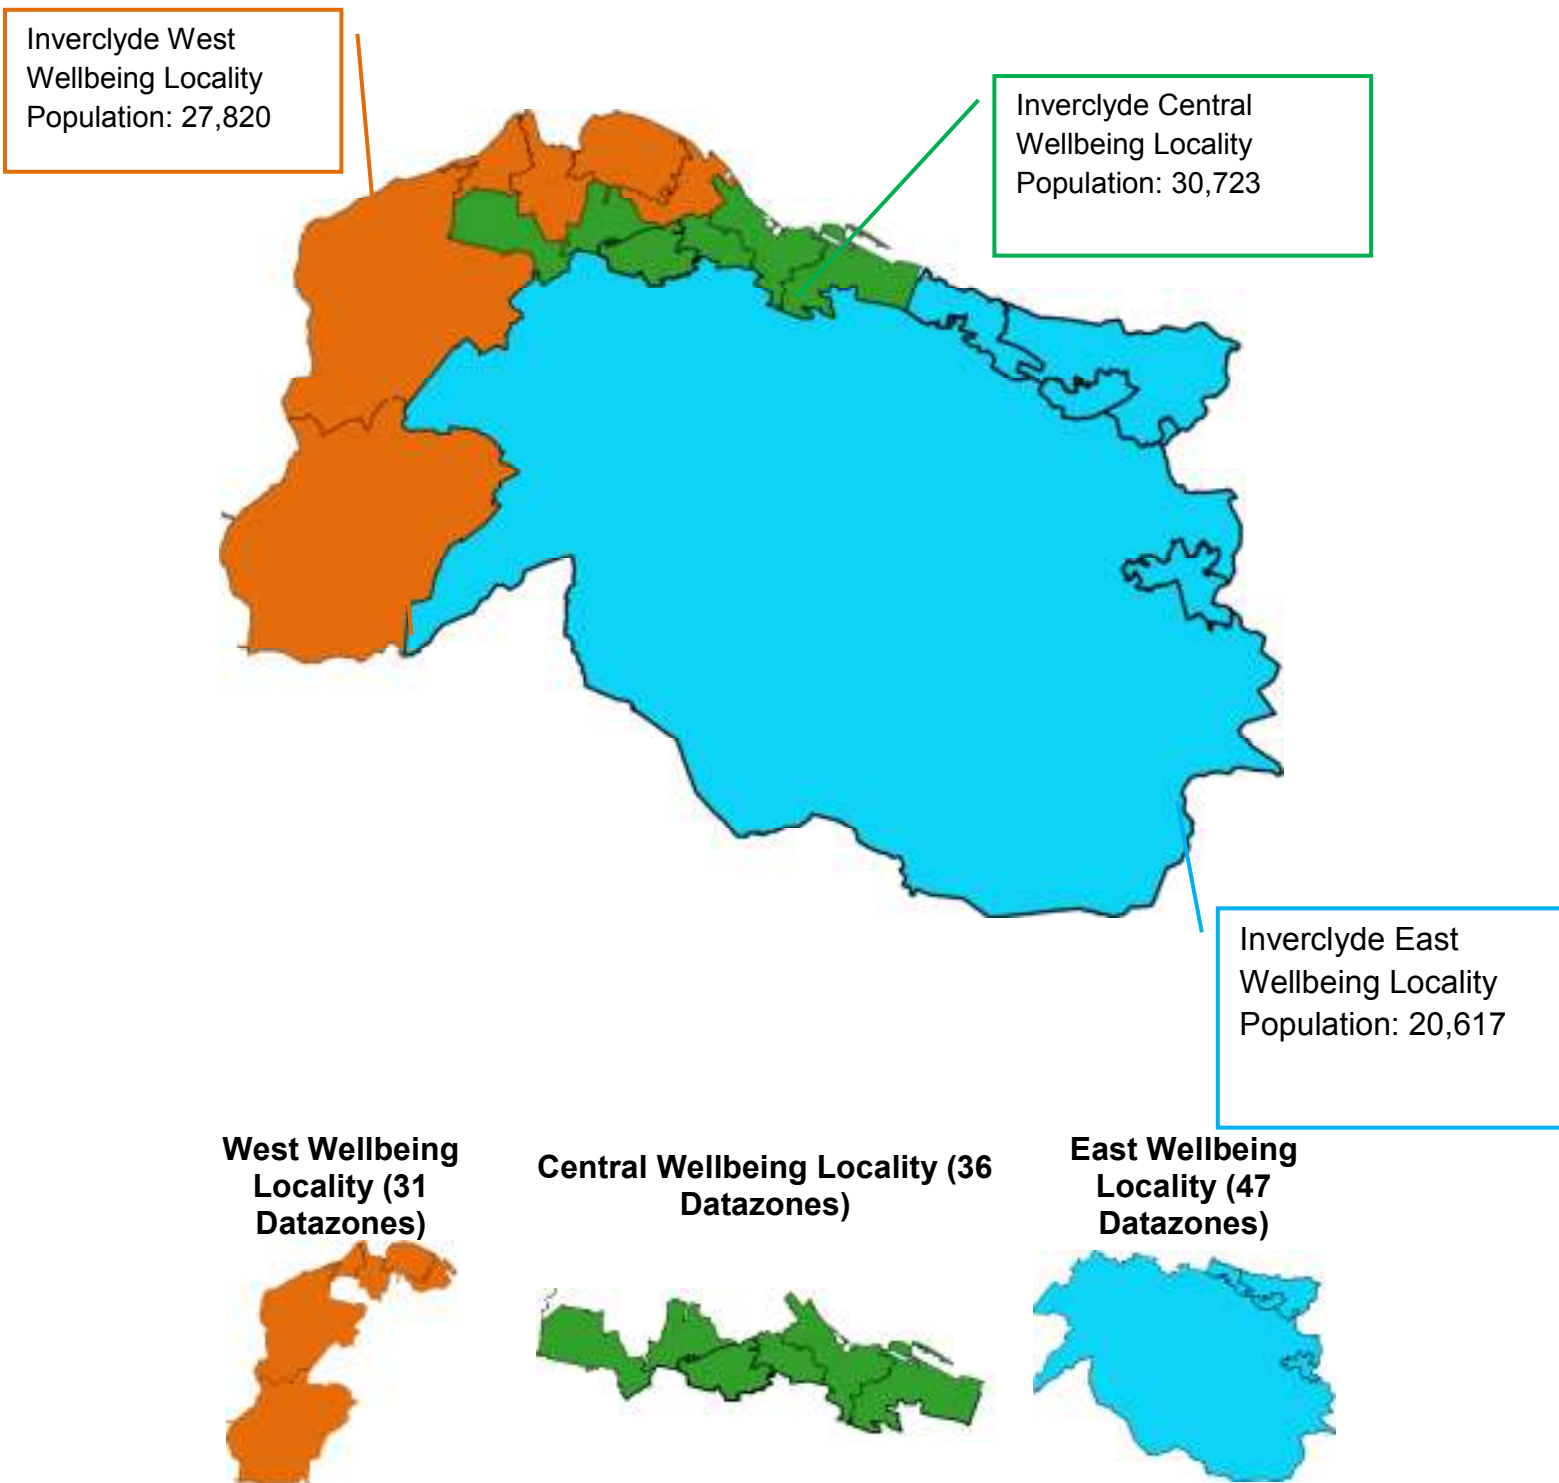 Inverclyde West
Wellbeing Locality
Population: 27,820
Inverclyde Central
Wellbeing Locality
Population: 30,723
Inverclyde East
Wellbeing Locality
Population: 20,617
West Wellbeing
Locality (31
Datazones)
Central Wellbeing Locality (36
Datazones)
East Wellbeing
Locality (47
Datazones)